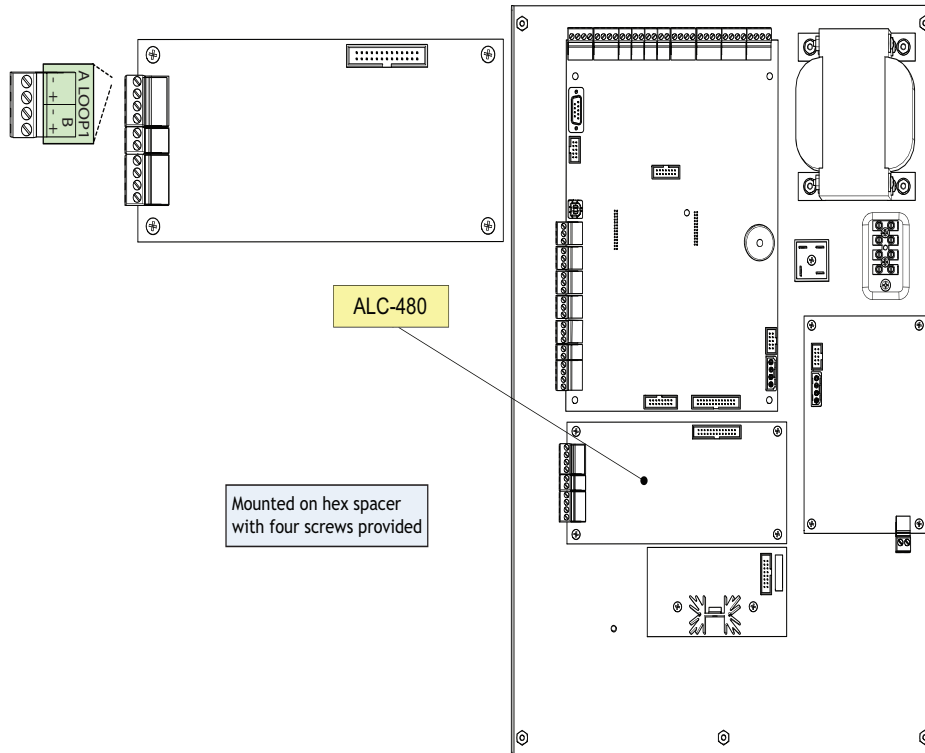 A LOOP1
- + - +
B
ALC-480
Mounted on hex spacer
with four screws provided